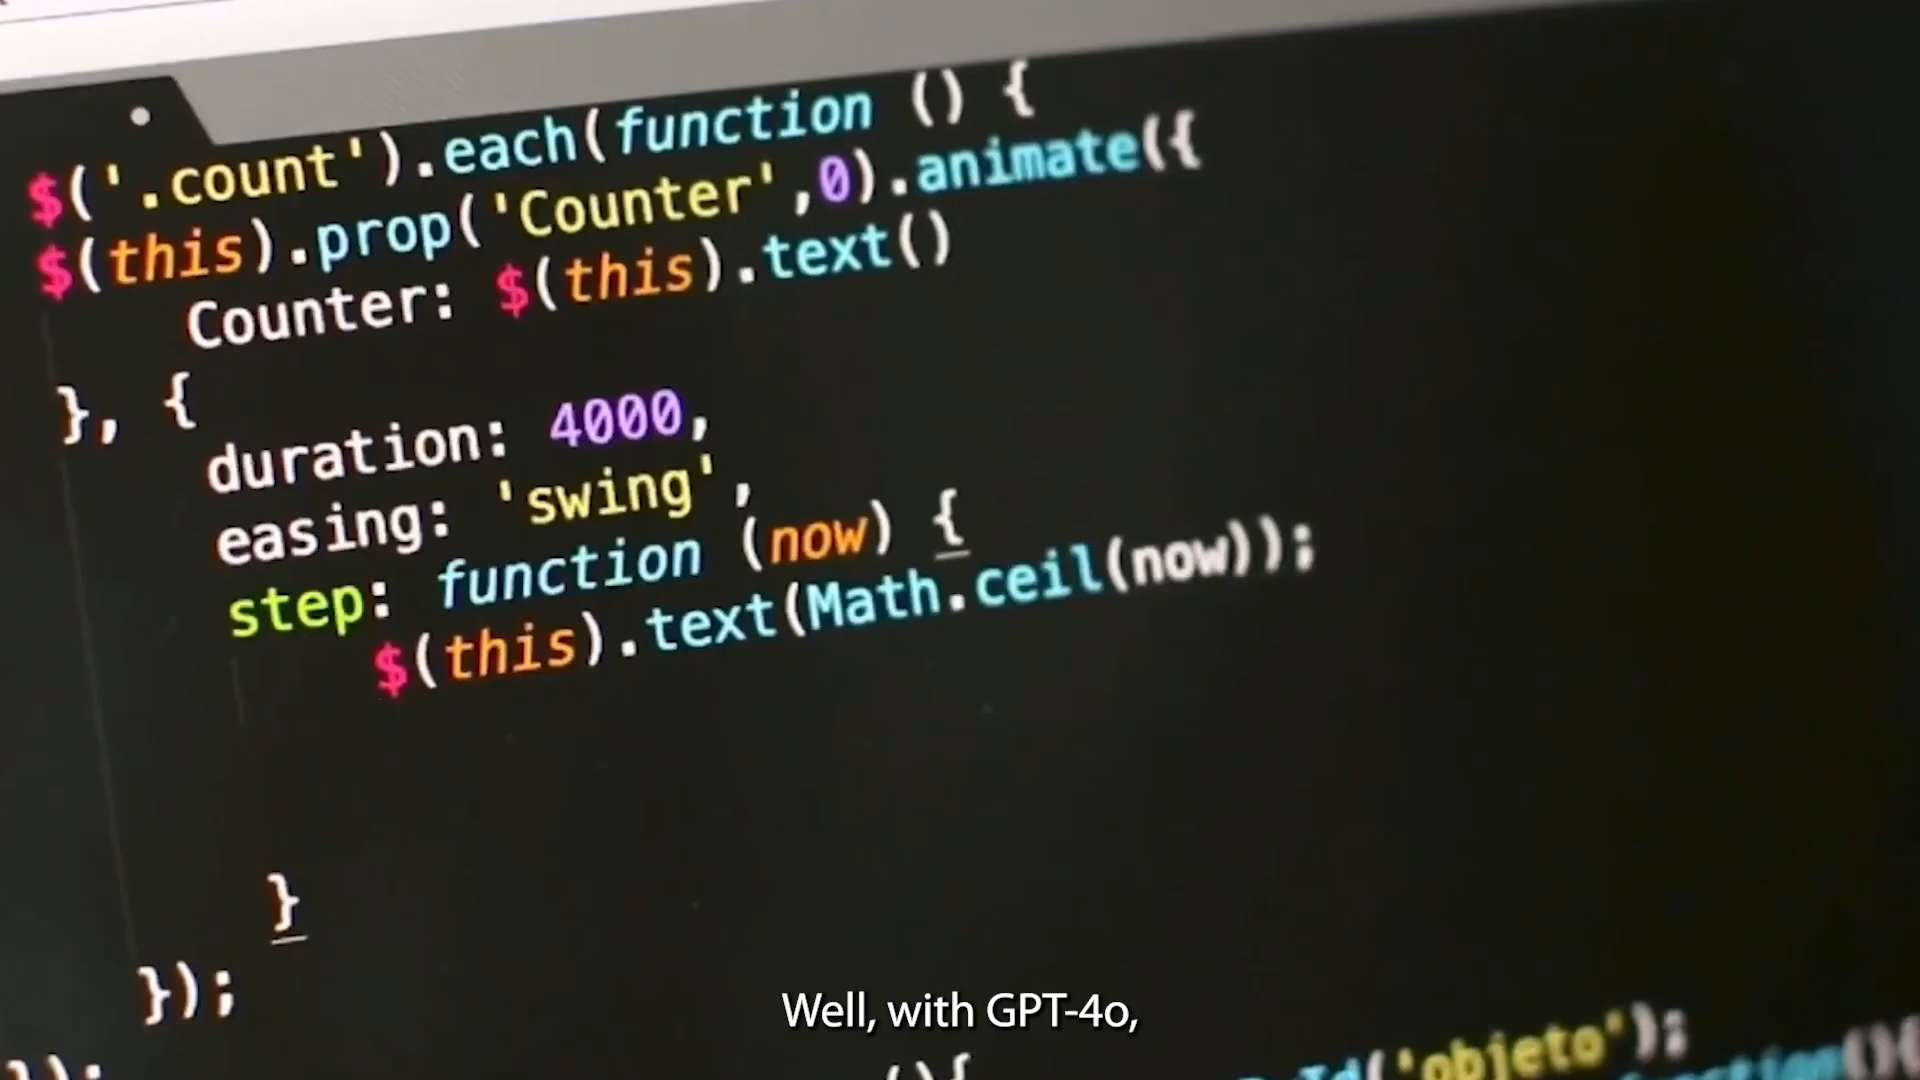 $('.count').each(function () {
$(this).prop('Counter',0).animate({
Counter: $(this).text()
}, {
duration: 4000,
easing: 'swing',
step: function (now) {
$(this).text(Math.ceil(now));
}
});
});
(){
Id('objeto');
Well, with GPT-4o,